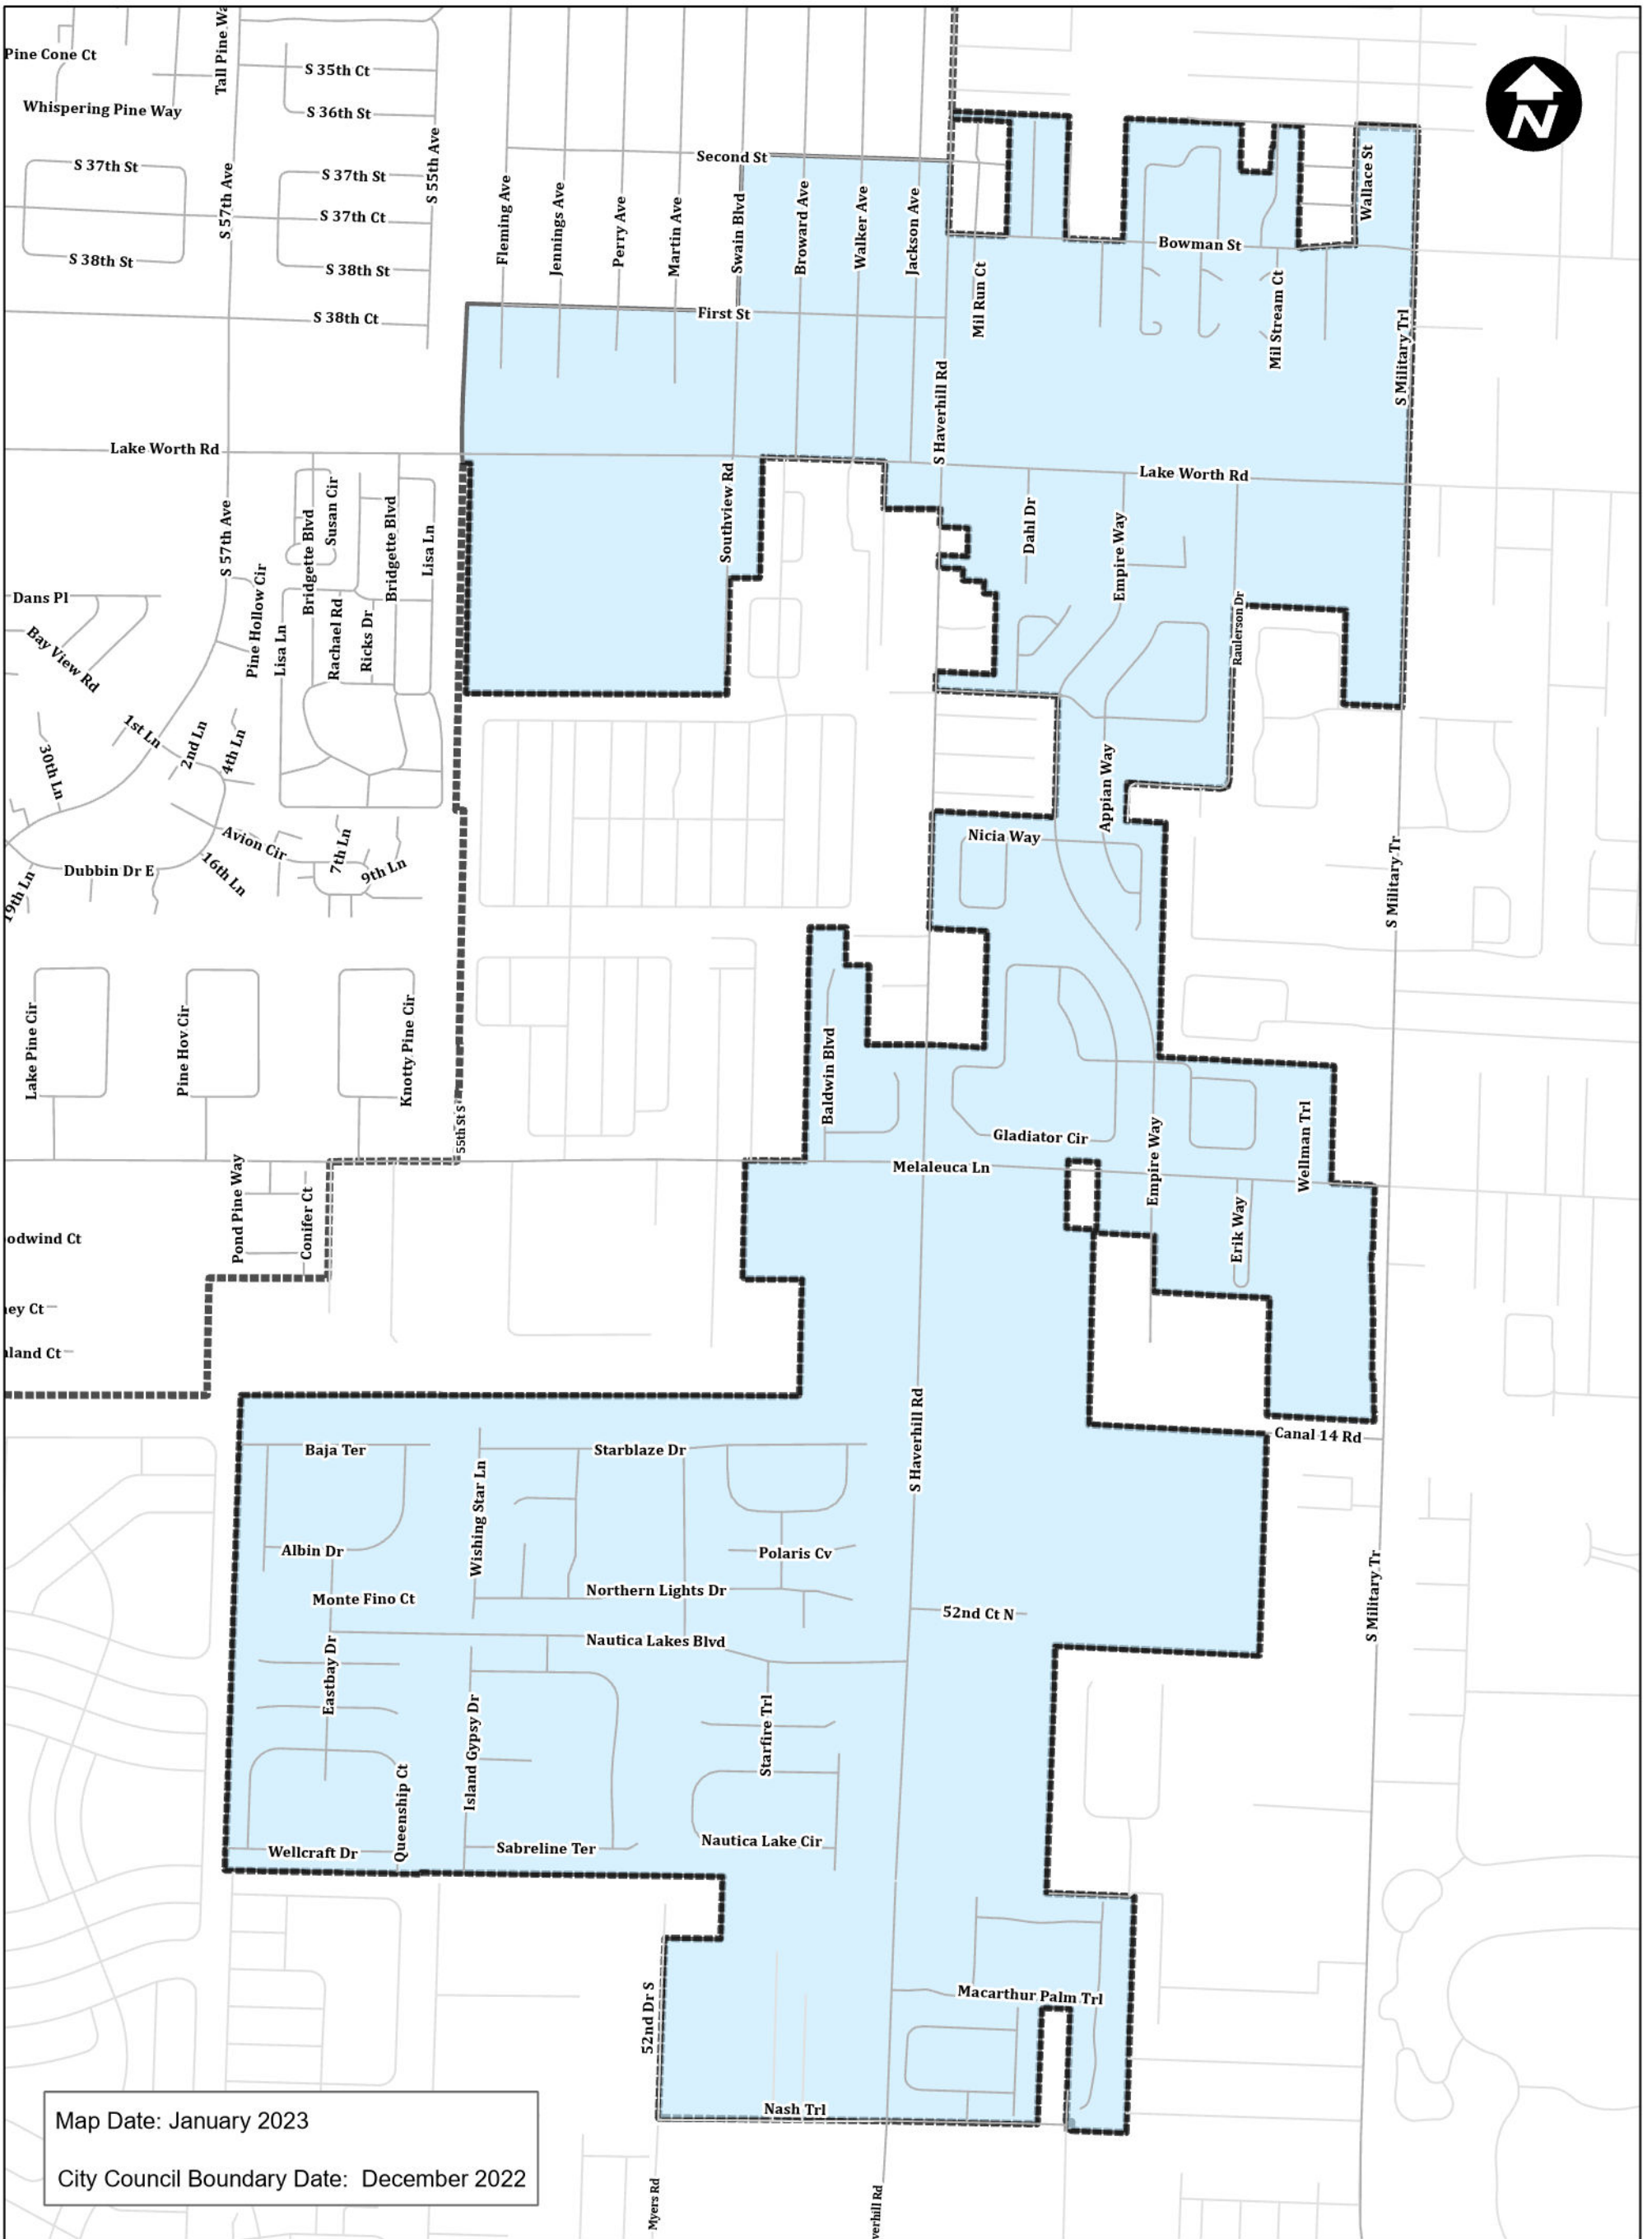 Tall Pine Wa
Pine Cone Ct
S 35th Ct
Whispering Pine Way
S 36th St
N
S 55th Ave
S 37th St
S 57th Ave
S 37th St
S 37th Ct
S 38th St
S 38th St
S 38th Ct
Second St
Fleming Ave
Jennings Ave
Perry Ave
Martin Ave
Swain Blvd
Broward Ave
Walker Ave
Jackson Ave
Wallace St
Bowman St
Mil Run Ct
Mil Stream Ct
First St
S Military Trl
S Haverhill Rd
Lake Worth Rd
Lake Worth Rd
S 57th Ave
Bridgette Blvd
Susan Cir
Bridgette Blvd
Lisa Ln
Southview Rd
Dahl Dr
Empire Way
Dans Pl
Bay View Rd
Pine Hollow Cir
Lisa Ln
Rachael Rd
Ricks Dr
Raulerson Dr
1st Ln
2nd Ln
4th Ln
30th Ln
Appian Way
Nicia Way
Avion Cir
7th Ln
9th Ln
16th Ln
Dubbin Dr E
19th Ln
S Military Tr
Lake Pine Cir
Pine Hov Cir
Knotty Pine Cir
55th St S
Baldwin Blvd
Gladiator Cir
Wellman Trl
Empire Way
Melaleuca Ln
Pond Pine Way
Conifer Ct
Erik Way
odwind Ct
ey Ct
land Ct
S Haverhill Rd
Canal 14 Rd
Baja Ter
Starblaze Dr
Wishing Star Ln
Albin Dr
Polaris Cv
Monte Fino Ct
Northern Lights Dr
52nd Ct N
S Military Tr
Nautica Lakes Blvd
Eastbay Dr
Island Gypsy Dr
Starfire Trl
Queenship Ct
Wellcraft Dr
Sabreline Ter
Nautica Lake Cir
52nd Dr S
Macarthur Palm Trl
Nash Trl
Map Date: January 2023
City Council Boundary Date: December 2022
Myers Rd
verhill Rd